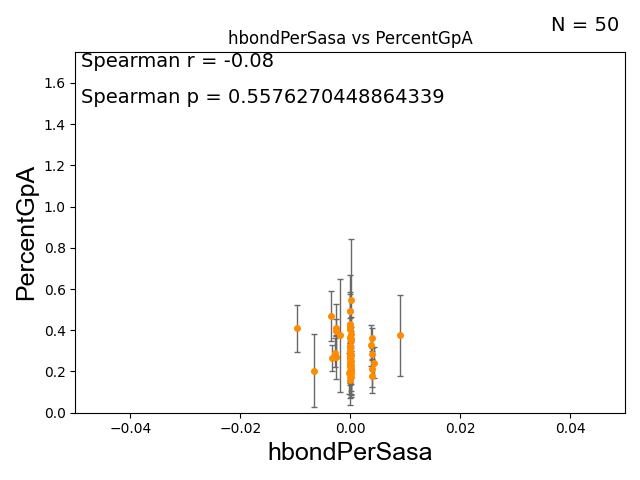 N = 50
hbondPerSasa vs PercentGpA
Spearman r = -0.08
Spearman p = 0.5576270448864339
PercentGpA
1.6
1.4
1.2
1.0
0.8
0.6
0.4
0.2
0.0
−0.04
−0.02
0.00
0.02
0.04
hbondPerSasa